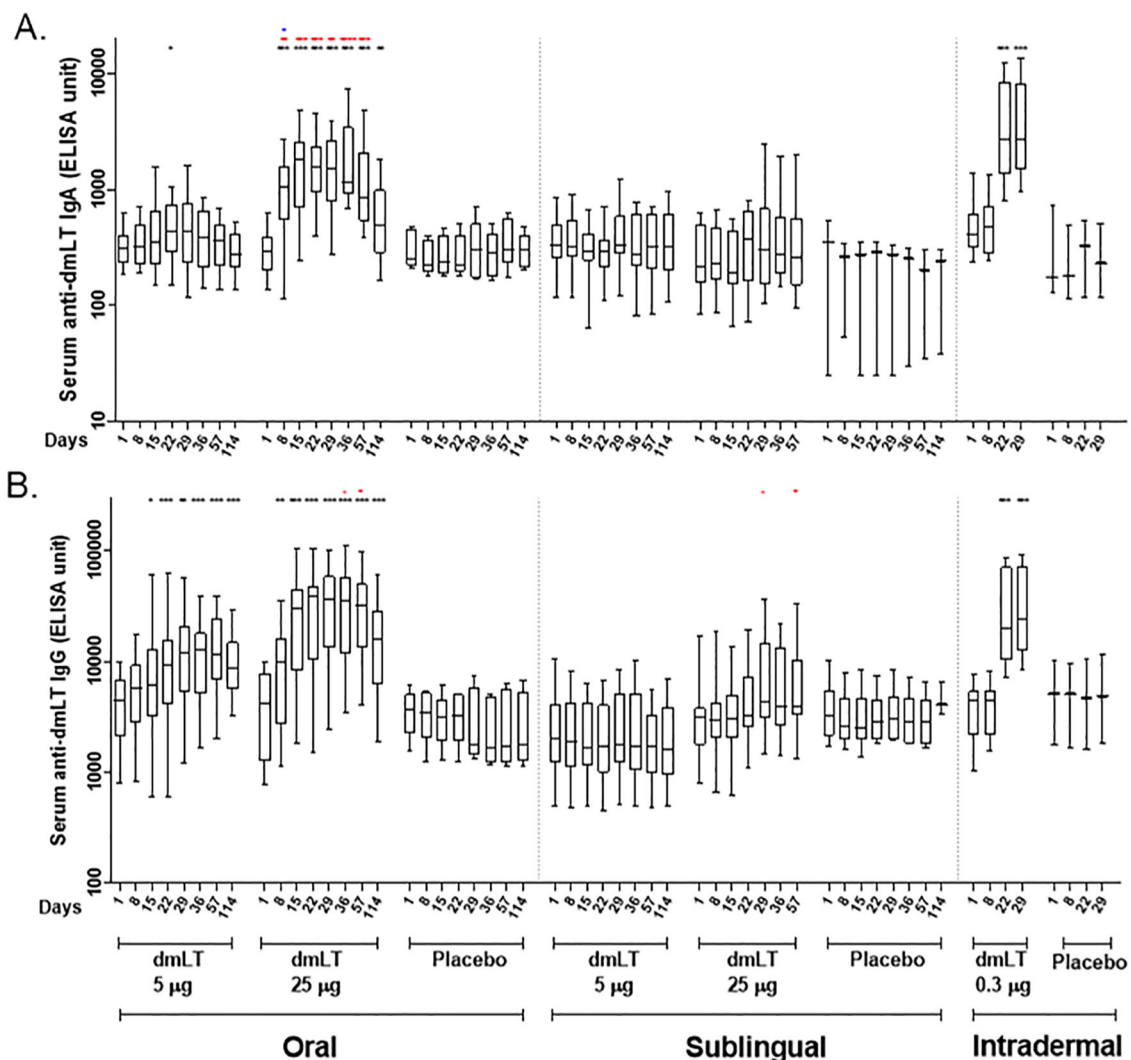 A.
Serum anti-dmLT IgA (ELISA unit)
10000
1000
100
10
Days
1 8 15 22 29 36 57 114
1 8 15 22 29 36 57 114
1 8 15 22 29 36 57 114
1 8 15 22 29 36 57 114
1 8 15 22 29 36 57
1 8 15 22 29 36 57 114
1 8 22 29
1 8 22 29
B.
Serum anti-dmLT IgG (ELISA unit)
100000
10000
1000
100
Days
1 8 15 22 29 36 57 114
1 8 15 22 29 36 57 114
1 8 15 22 29 36 57 114
1 8 15 22 29 36 57 114
1 8 15 22 29 36 57
1 8 15 22 29 36 57 114
1 8 22 29
1 8 22 29
dmLT
5 µg
dmLT
25 µg
Placebo
dmLT
5 µg
dmLT
25 µg
Placebo
dmLT
0.3 µg
Placebo
Oral
Sublingual
Intradermal